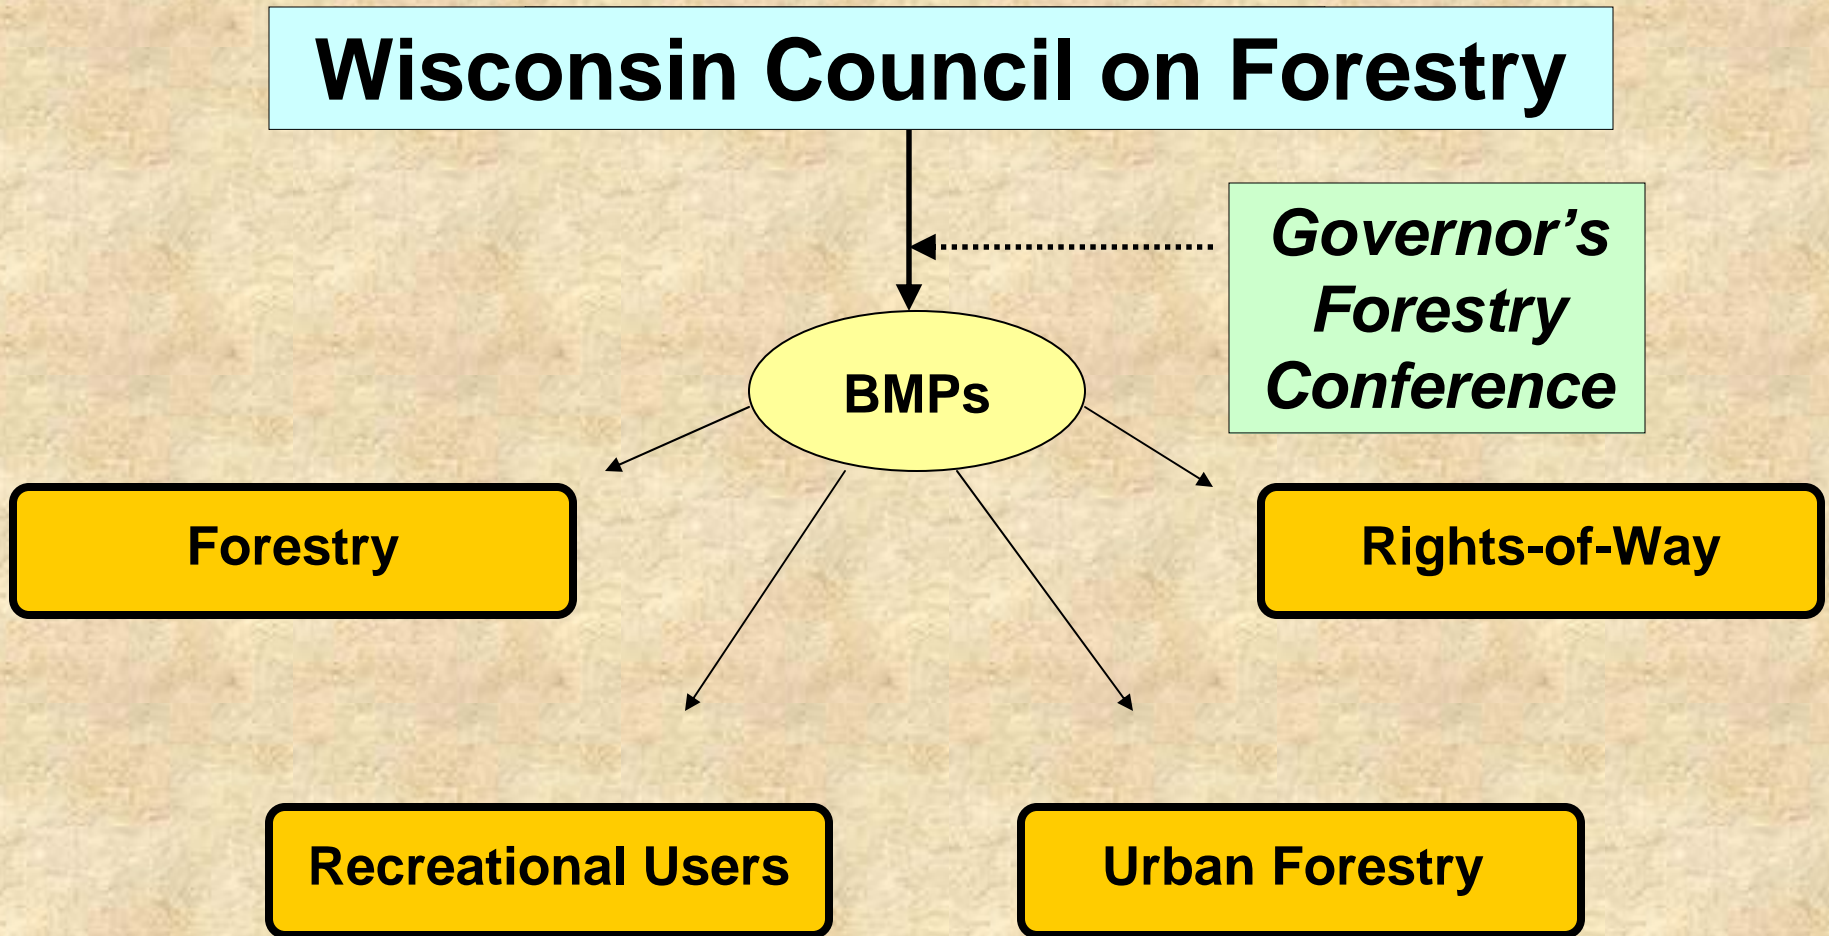 Wisconsin Council on Forestry
Governor’s
Forestry
Conference
BMPs
Forestry
Rights-of-Way
Recreational Users
Urban Forestry